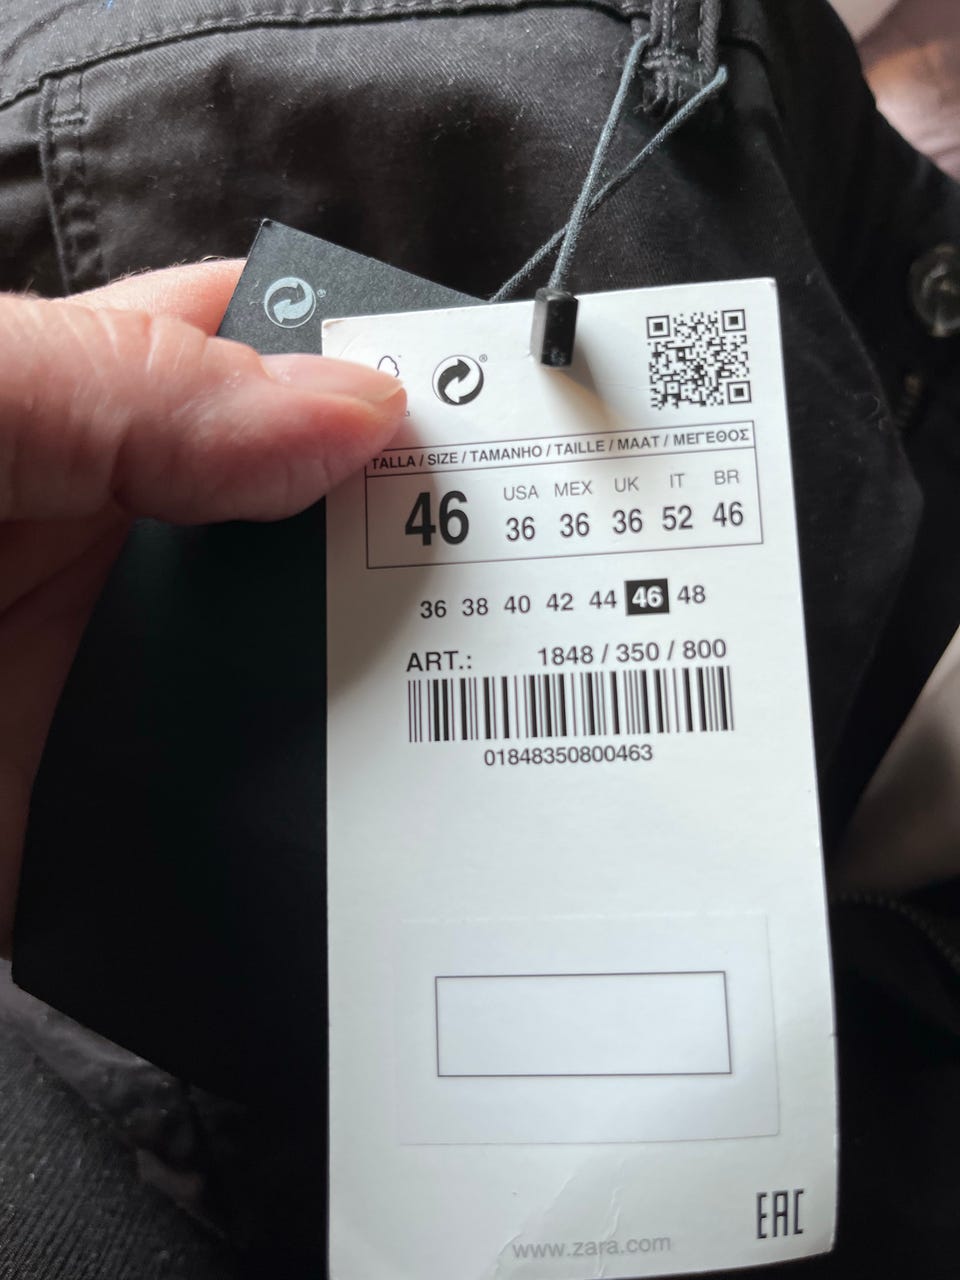 TALLA / SIZE / TAMANHO / TAILLE / MAAT / ΜΕΓΕΘΟΣ
46
USA MEX UK IT BR
36 36 36 52 46
36 38 40 42 44 46 48
ART.: 1848 / 350 / 800
01848350800463
www.zara.com
EAC